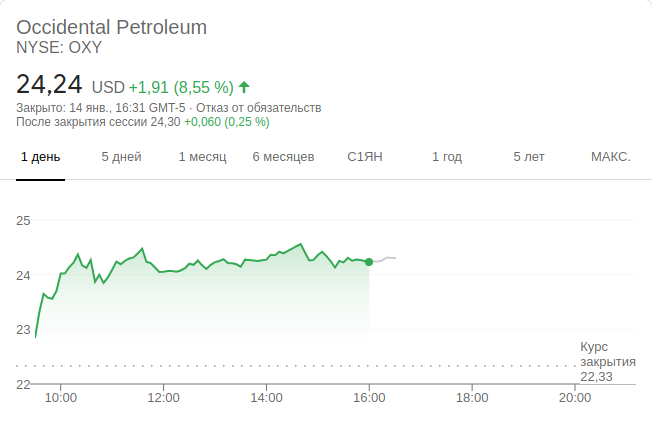 Occidental Petroleum
NYSE: OXY
24,24 USD +1,91 (8,55 %)
Закрыто: 14 янв., 16:31 GMT-5 · Отказ от обязательств
После закрытия сессии 24,30 +0,060 (0,25 %)
1 день 5 дней 1 месяц 6 месяцев С1ЯН 1 год 5 лет МАКС.
25
24
23
Курс
закрытия
22,33
22
10:00 12:00 14:00 16:00 18:00 20:00